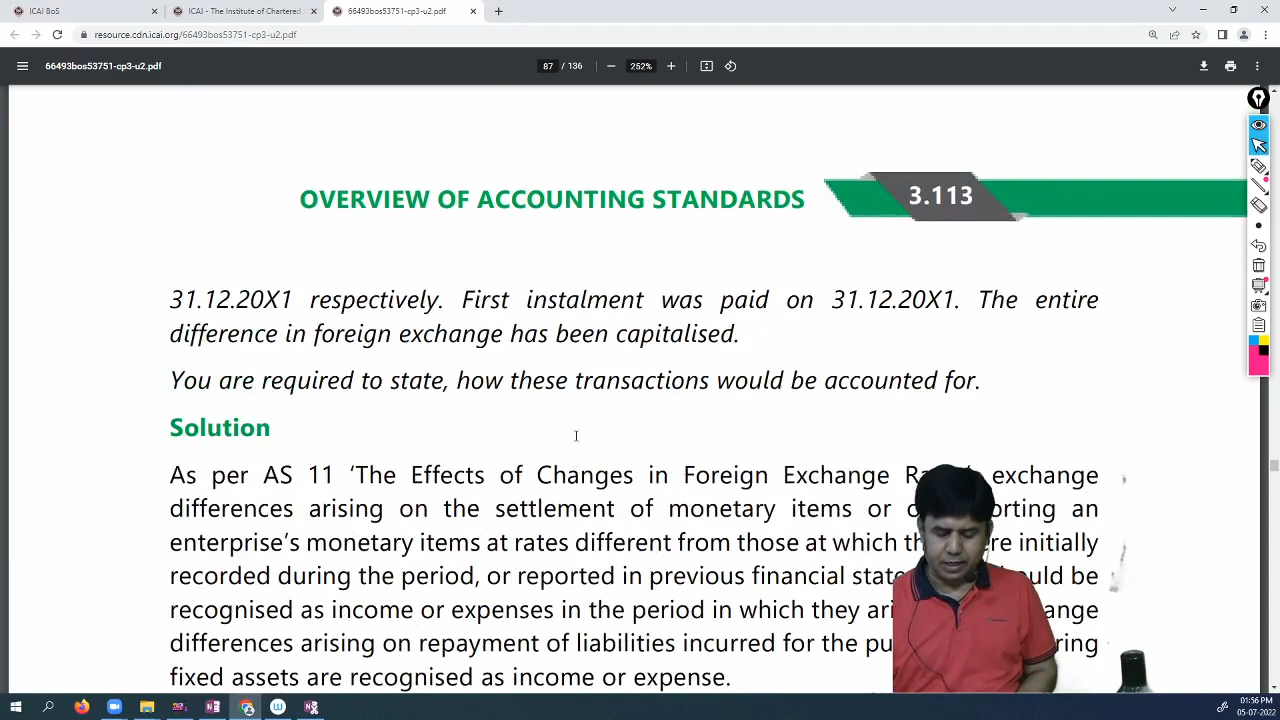 ICAI BoS
ICAI - The Institute of Chartered
66493bos53751-cp3-u2.pdf
resource.cdn.icai.org/66493bos53751-cp3-u2.pdf
66493bos53751-cp3-u2.pdf
87 / 136
252%
OVERVIEW OF ACCOUNTING STANDARDS
3.113
31.12.20X1 respectively. First instalment was paid on 31.12.20X1. The entire
difference in foreign exchange has been capitalised.
You are required to state, how these transactions would be accounted for.
Solution
As per AS 11 ‘The Effects of Changes in Foreign Exchange exchange
differences arising on the settlement of monetary items or an
enterprise’s monetary items at rates different from those at which initially
recorded during the period, or reported in previous financial be
recognised as income or expenses in the period in which they
differences arising on repayment of liabilities incurred for the
fixed assets are recognised as income or expense.
01:56 PM
05-07-2022